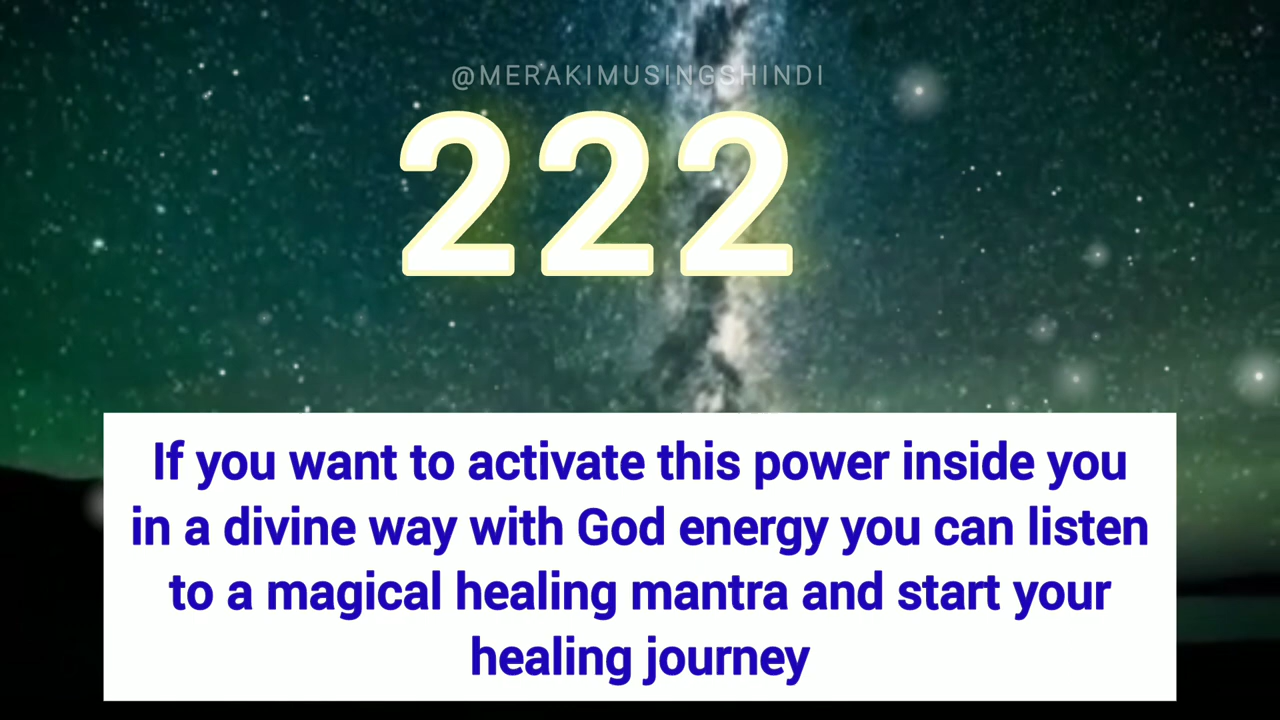 @MERAKIMUSINGSHINDI
222
If you want to activate this power inside you
in a divine way with God energy you can listen
to a magical healing mantra and start your
healing journey